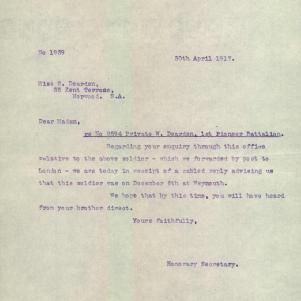 No 1939
30th April 1917.
Miss S. Dearden,
35 Kent Terrace,
Norwood. S.A.
Dear Madam,
re No 2594 Private W. Dearden, 1st Pioneer Battalion.
Regarding your enquiry through this office
relative to the above soldier - which we forwarded by post to
London - we are today in receipt of a cabled reply advising us
that this soldier was on December 8th at Weymouth.
We hope that by this time, you will have heard
from your brother direct.
Yours faithfully,
Honorary Secretary.